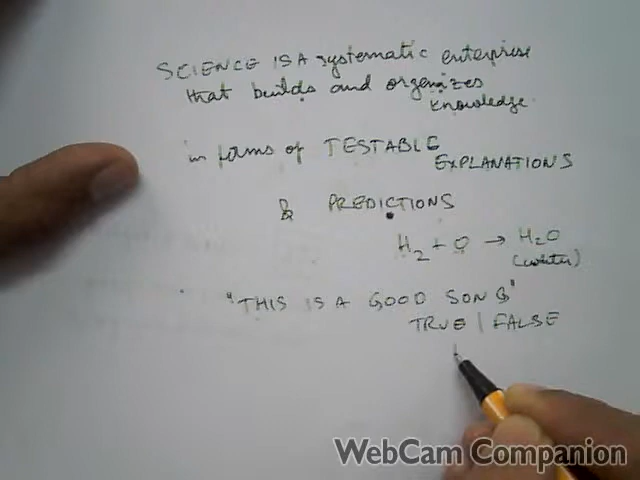 SCIENCE IS A systematic enterprise
that builds and organizes
knowledge
in forms of TESTABLE
EXPLANATIONS
& PREDICTIONS
H2 + O → H2O
(water)
"THIS IS A GOOD SONG"
TRUE | FALSE
WebCam Companion